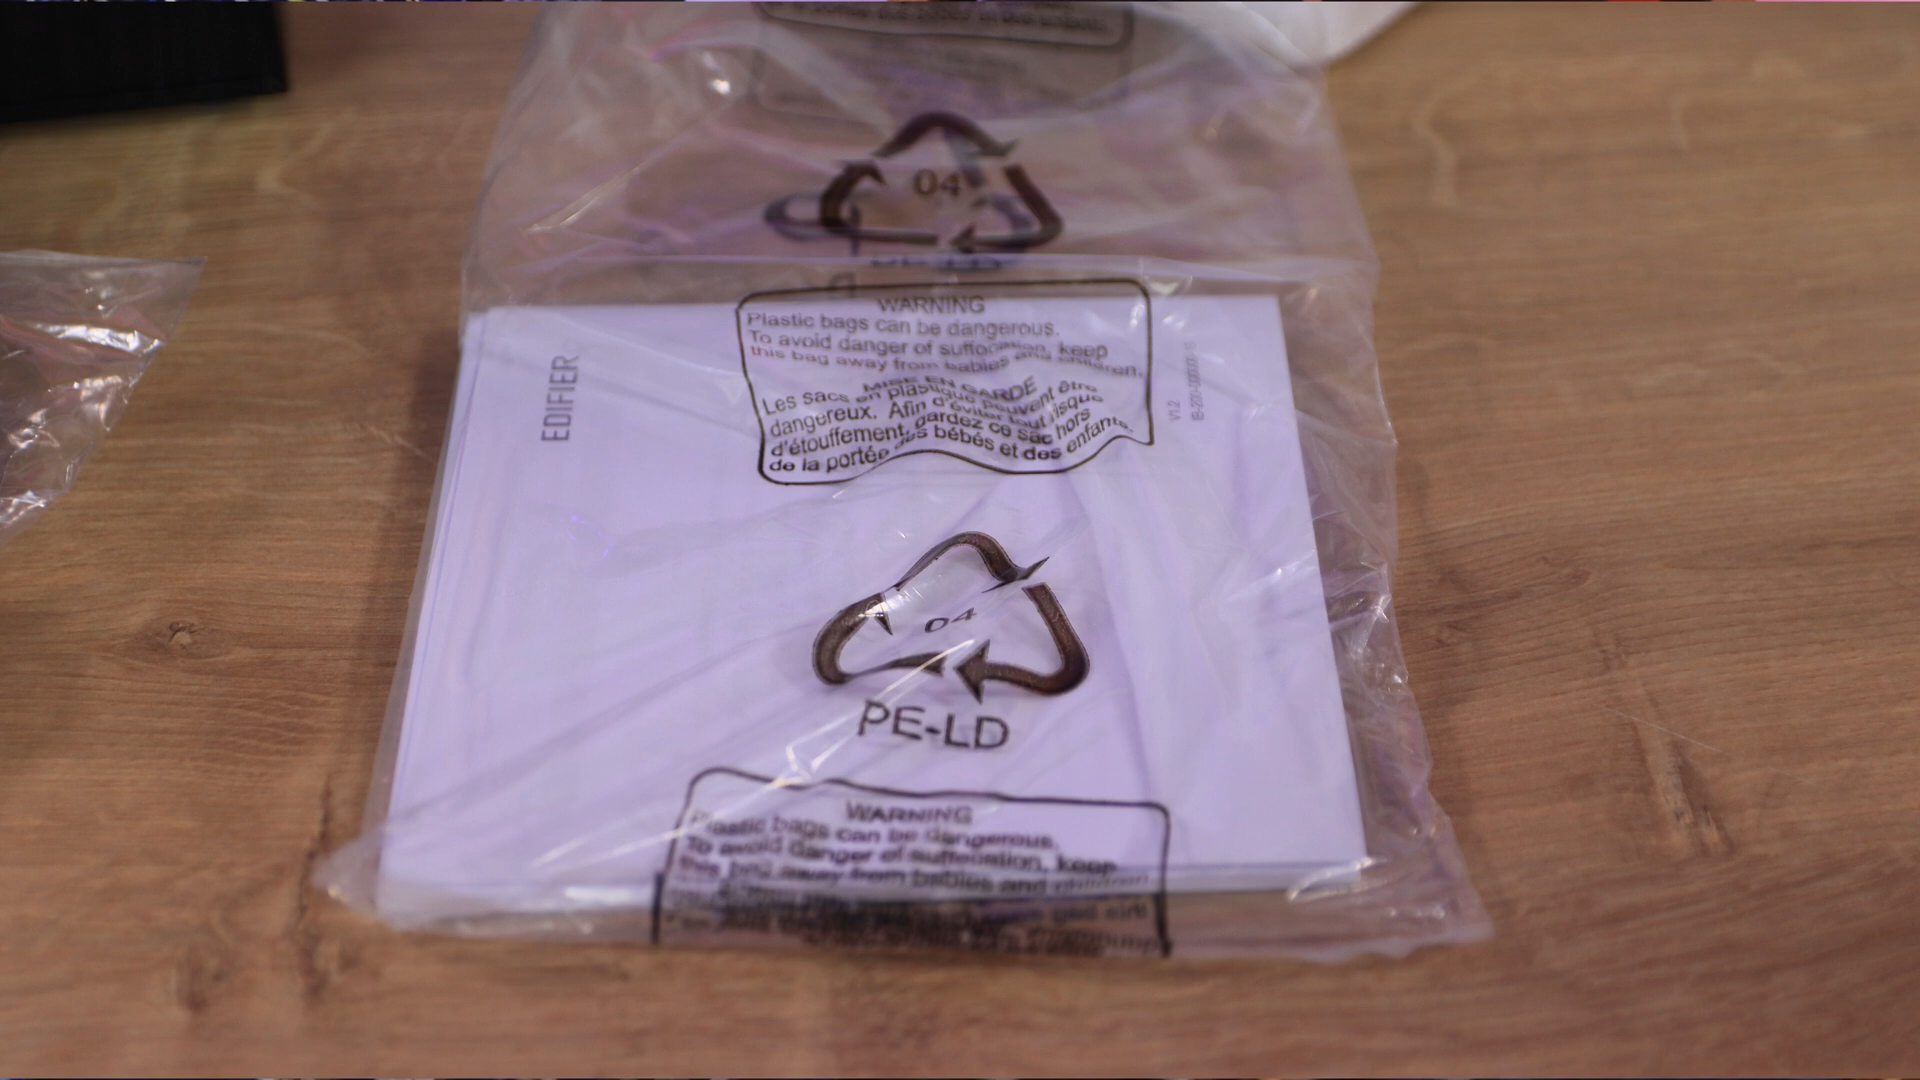 04
WARNING
Plastic bags can be dangerous.
To avoid danger of suffocation, keep
this bag away from babies and children.
MISE EN GARDE
Les sacs en plastique peuvent être
dangereux. Afin d'éviter tout risque
d'étouffement, gardez ce sac hors
de la portée des bébés et des enfants.
EDIFIER
V1.2
04
PE-LD
WARNING
Plastic bags can be dangerous.
To avoid danger of suffocation, keep
this bag away from babies and children